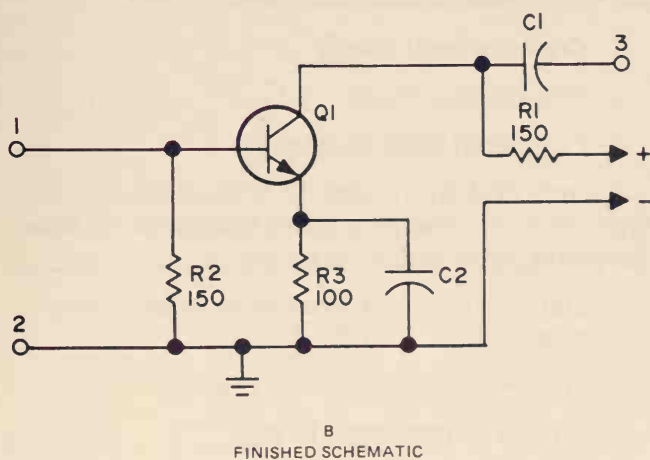 C1
3
Q1
R1
150
1
+
−
R2
150
R3
100
C2
2
B
FINISHED SCHEMATIC